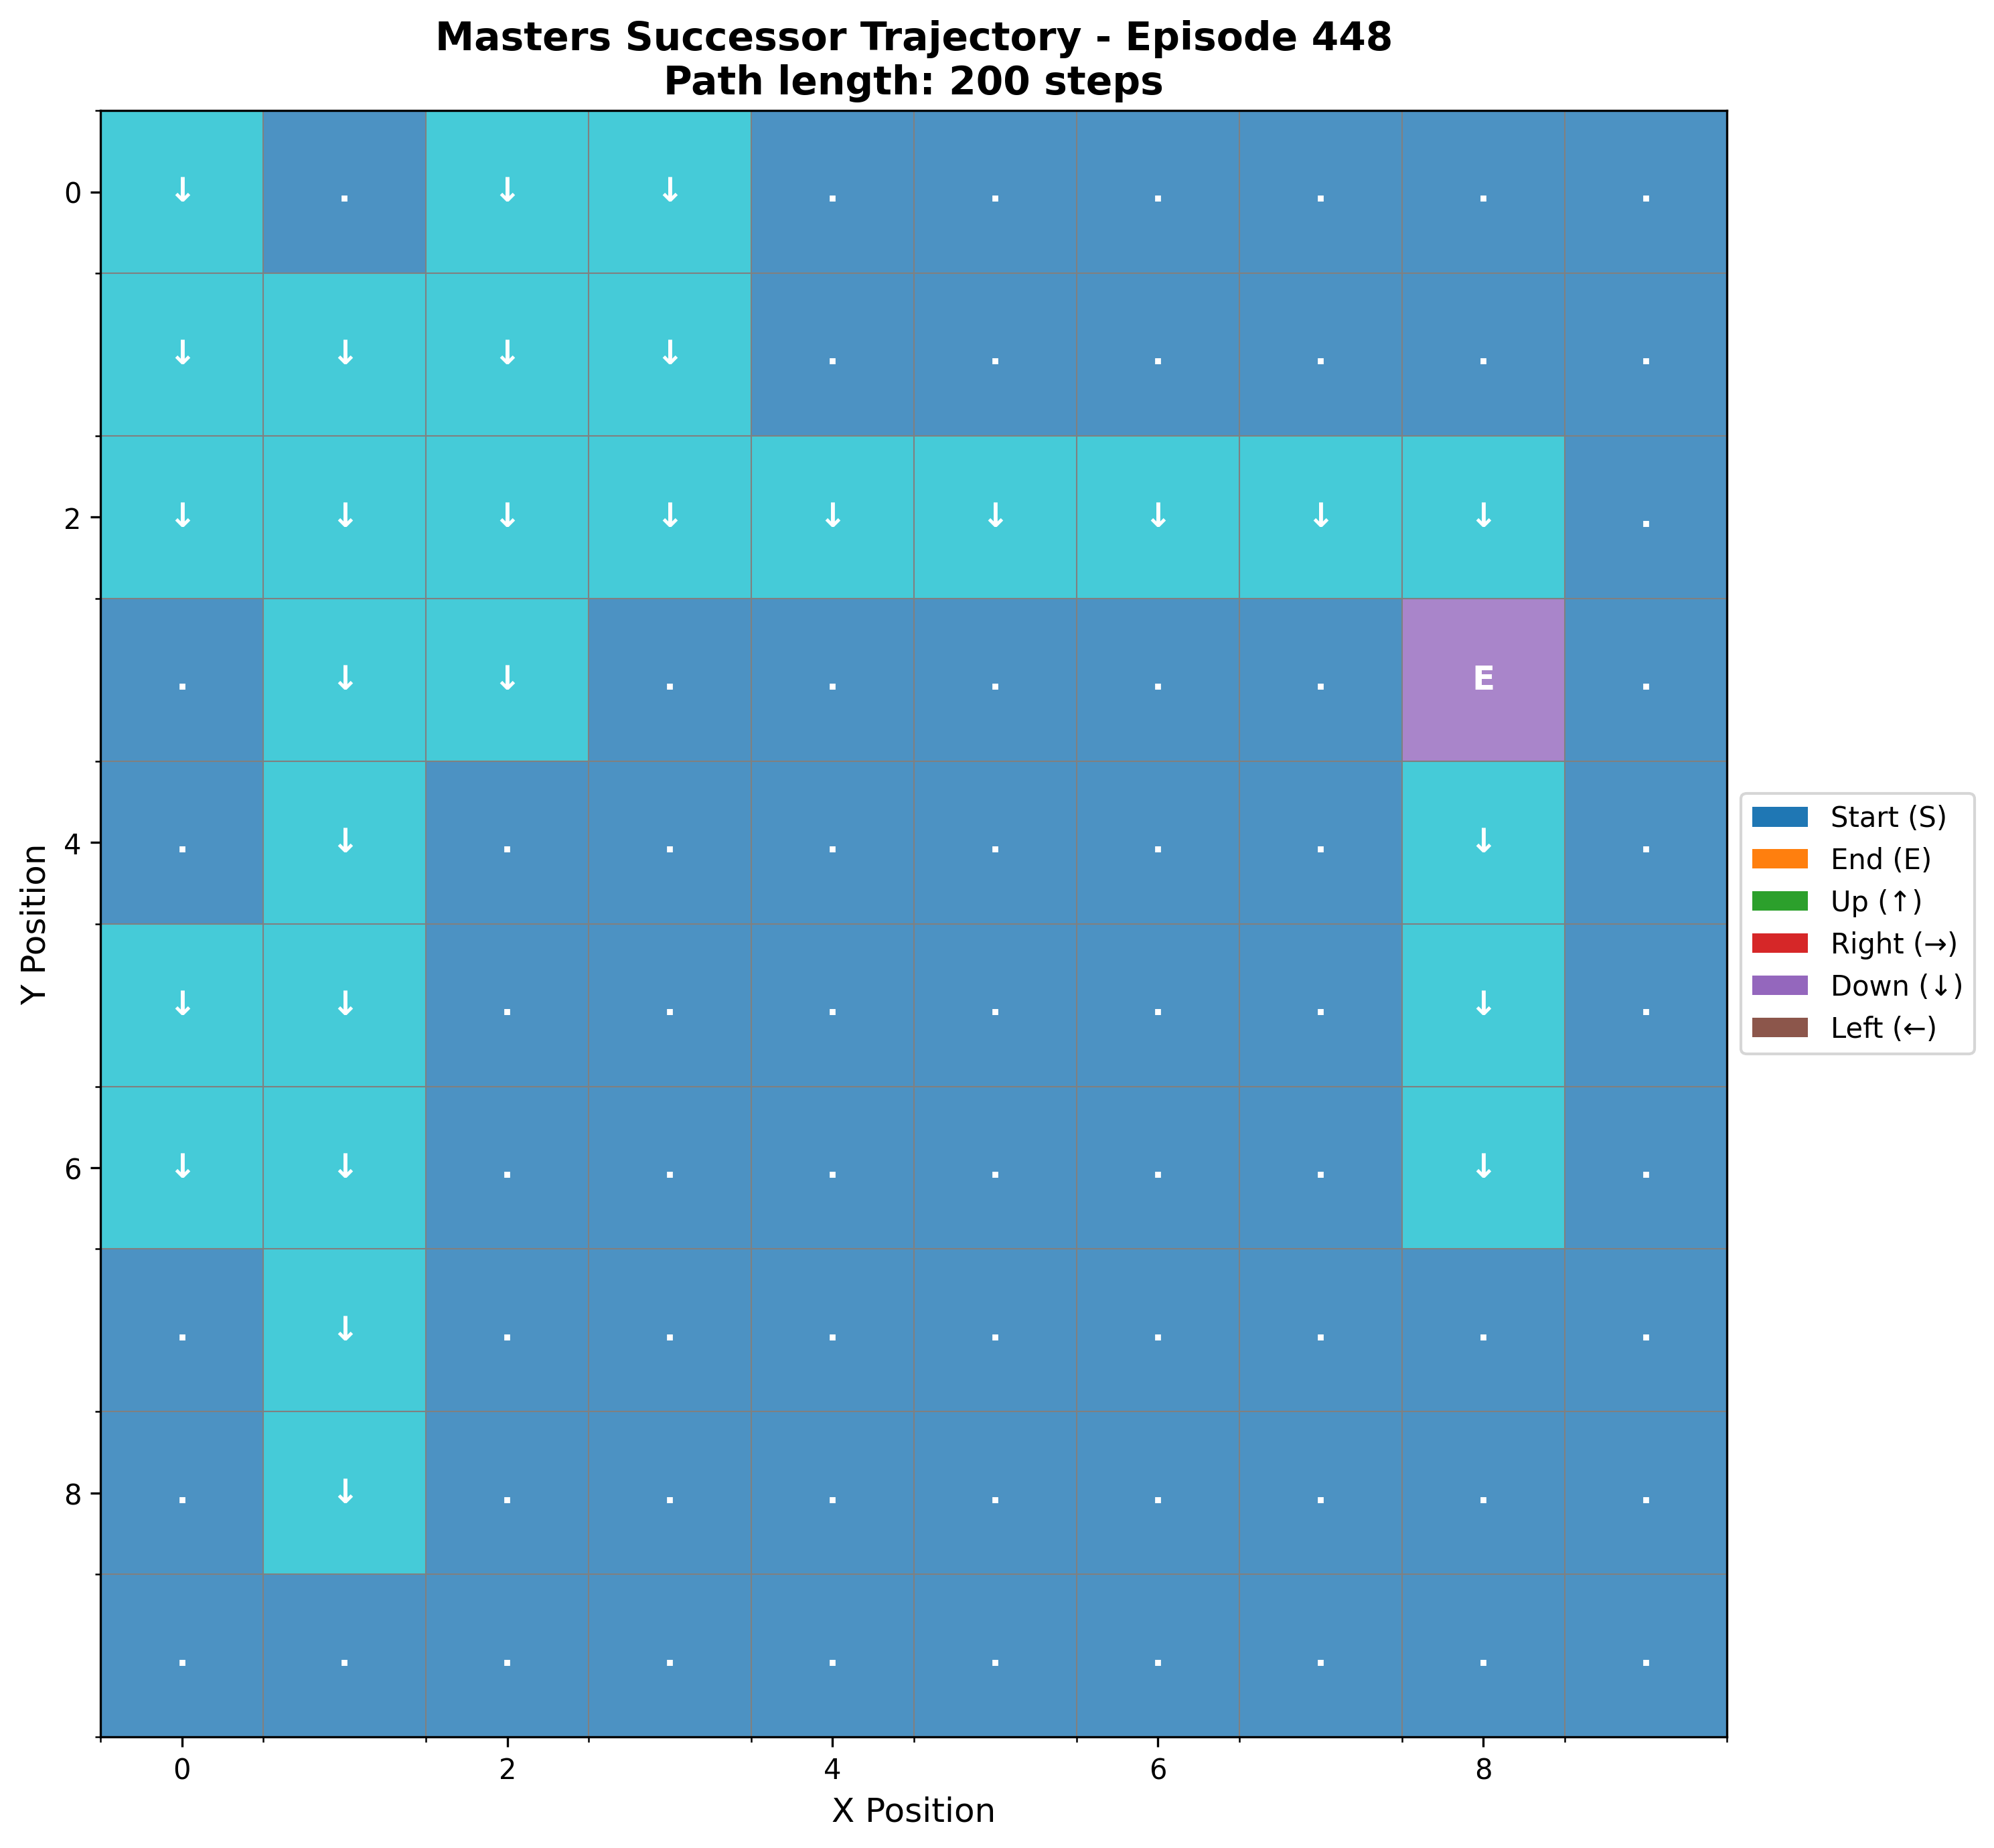 Masters Successor Trajectory - Episode 448
Path length: 200 steps
0 ↓ . ↓ ↓ . . . . . .
↓ ↓ ↓ ↓ . . . . . .
2 ↓ ↓ ↓ ↓ ↓ ↓ ↓ ↓ ↓ .
. ↓ ↓ . . . . . E .
4 . ↓ . . . . . . ↓ .
↓ ↓ . . . . . . ↓ .
6 ↓ ↓ . . . . . . ↓ .
. ↓ . . . . . . . .
8 . ↓ . . . . . . . .
. . . . . . . . . .
0 2 4 6 8
X Position
Y Position
Start (S)
End (E)
Up (↑)
Right (→)
Down (↓)
Left (←)